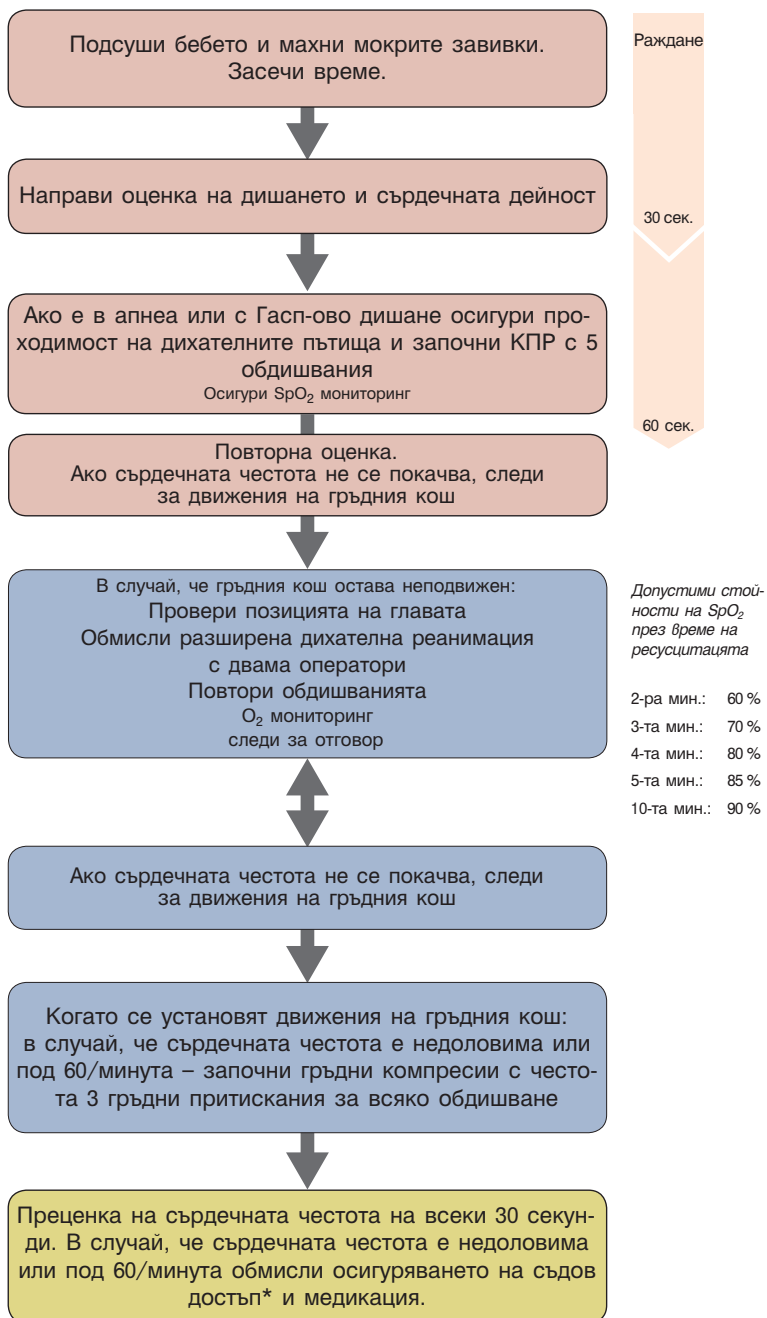 Подсуши бебето и махни мокрите завивки.
Засечи време.
Раждане
Направи оценка на дишането и сърдечната дейност
30 сек.
Ако е в апнеа или с Гасп-ово дишане осигури про-
ходимост на дихателните пътища и започни КПР с 5
обдишвания
Осигури SpO₂ мониторинг
60 сек.
Повторна оценка.
Ако сърдечната честота не се покачва, следи
за движения на гръдния кош
В случай, че гръдния кош остава неподвижен:
Провери позицията на главата
Обмисли разширена дихателна реанимация
с двама оператори
Повтори обдишванията
O₂ мониторинг
следи за отговор
Допустими стой-
ности на SpO₂
през време на
ресусцитацята
2-ра мин.: 60 %
3-та мин.: 70 %
4-та мин.: 80 %
5-та мин.: 85 %
10-та мин.: 90 %
Ако сърдечната честота не се покачва, следи
за движения на гръдния кош
Когато се установят движения на гръдния кош:
в случай, че сърдечната честота е недоловима или
под 60/минута – започни гръдни компресии с често-
та 3 гръдни притискания за всяко обдишване
Преценка на сърдечната честота на всеки 30 секун-
ди. В случай, че сърдечната честота е недоловима
или под 60/минута обмисли осигуряването на съдов
достъп* и медикация.